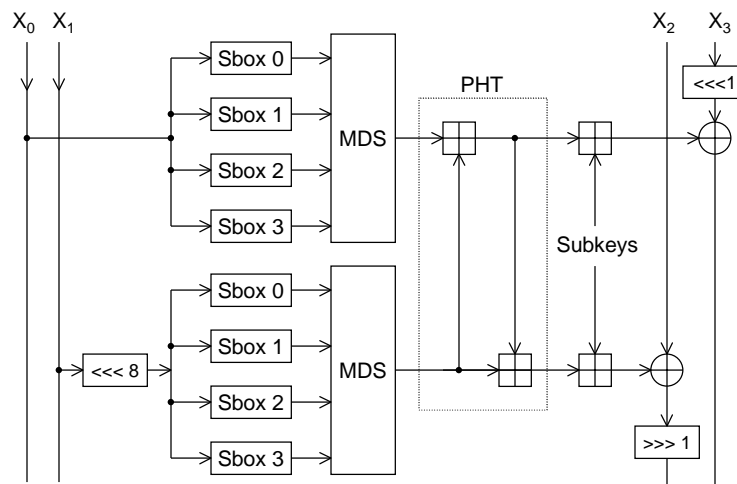 X0 X1 X2 X3
Sbox 0
<<<1
PHT
Sbox 1
MDS
Sbox 2
Sbox 3
Subkeys
Sbox 0
Sbox 1
<<< 8
MDS
Sbox 2
>>> 1
Sbox 3